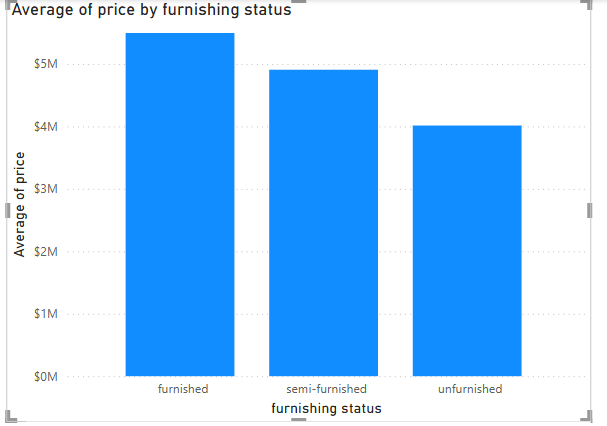 Average of price by furnishing status
Average of price
$5M
$4M
$3M
$2M
$1M
$0M
furnished semi-furnished unfurnished
furnishing status